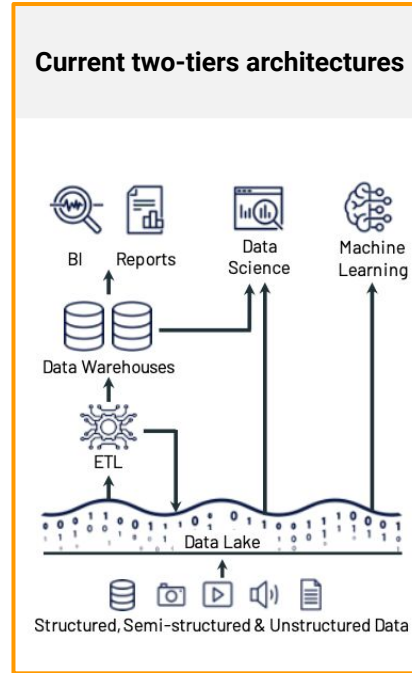 Current two-tiers architectures
BI Reports
Data
Science
Machine
Learning
Data Warehouses
ETL
Data Lake
Structured, Semi-structured & Unstructured Data